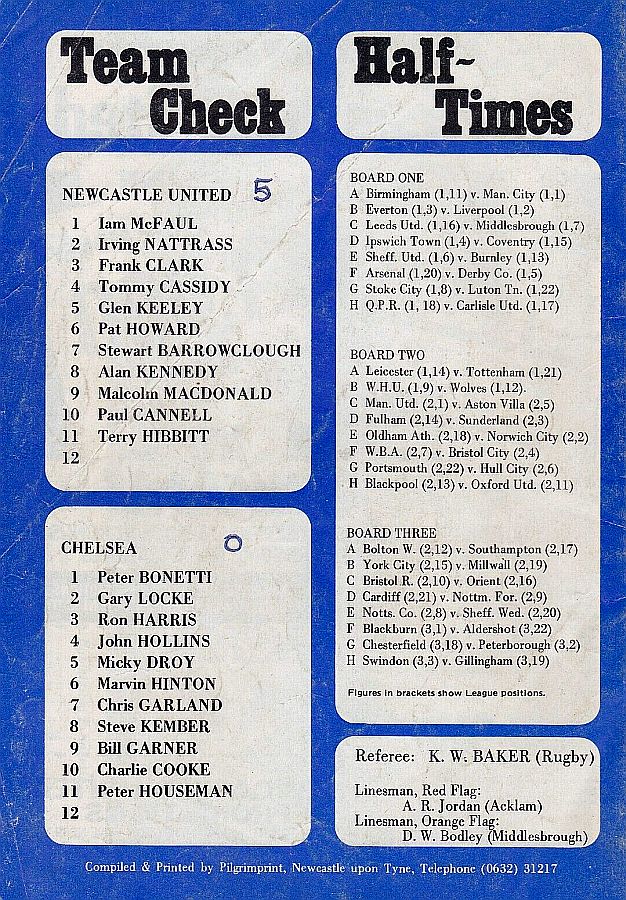 Team
Check
NEWCASTLE UNITED 5
1 Iam McFAUL
2 Irving NATTRASS
3 Frank CLARK
4 Tommy CASSIDY
5 Glen KEELEY
6 Pat HOWARD
7 Stewart BARROWCLOUGH
8 Alan KENNEDY
9 Malcolm MACDONALD
10 Paul CANNELL
11 Terry HIBBITT
12
CHELSEA 0
1 Peter BONETTI
2 Gary LOCKE
3 Ron HARRIS
4 John HOLLINS
5 Micky DROY
6 Marvin HINTON
7 Chris GARLAND
8 Steve KEMBER
9 Bill GARNER
10 Charlie COOKE
11 Peter HOUSEMAN
12
Half-
Times
BOARD ONE
A Birmingham (1,11) v. Man. City (1,1)
B Everton (1,3) v. Liverpool (1,2)
C Leeds Utd. (1,16) v. Middlesbrough (1,7)
D Ipswich Town (1,4) v. Coventry (1,15)
E Sheff. Utd. (1,6) v. Burnley (1,13)
F Arsenal (1,20) v. Derby Co. (1,5)
G Stoke City (1,8) v. Luton Tn. (1,22)
H Q.P.R. (1, 18) v. Carlisle Utd. (1,17)
BOARD TWO
A Leicester (1,14) v. Tottenham (1,21)
B W.H.U. (1,9) v. Wolves (1,12).
C Man. Utd. (2,1) v. Aston Villa (2,5)
D Fulham (2,14) v. Sunderland (2,3)
E Oldham Ath. (2,18) v. Norwich City (2,2)
F W.B.A. (2,7) v. Bristol City (2,4)
G Portsmouth (2,22) v. Hull City (2,6)
H Blackpool (2,13) v. Oxford Utd. (2,11)
BOARD THREE
A Bolton W. (2,12) v. Southampton (2,17)
B York City (2,15) v. Millwall (2,19)
C Bristol R. (2,10) v. Orient (2,16)
D Cardiff (2,21) v. Nottm. For. (2,9)
E Notts. Co. (2,8) v. Sheff. Wed. (2,20)
F Blackburn (3,1) v. Aldershot (3,22)
G Chesterfield (3,18) v. Peterborough (3,2)
H Swindon (3,3) v. Gillingham (3,19)
Figures in brackets show League positions.
Referee: K. W. BAKER (Rugby)
Linesman, Red Flag:
A. R. Jordan (Acklam)
Linesman, Orange Flag:
D. W. Bodley (Middlesbrough)
Compiled & Printed by Pilgrimprint, Newcastle upon Tyne, Telephone (0632) 31217